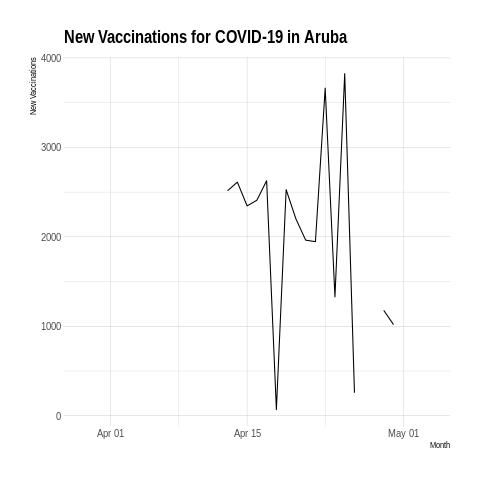 New Vaccinations for COVID-19 in Aruba
New Vaccinations
4000
3000
2000
1000
0
Apr 01 Apr 15 May 01
Month